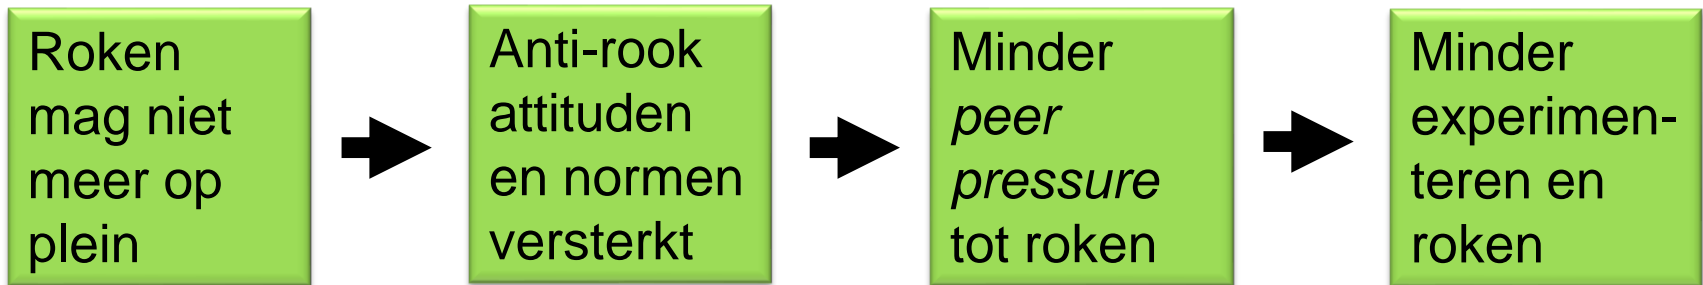 Roken
mag niet
meer op
plein
Anti-rook
attituden
en normen
versterkt
Minder
peer
pressure
tot roken
Minder
experimen-
teren en
roken